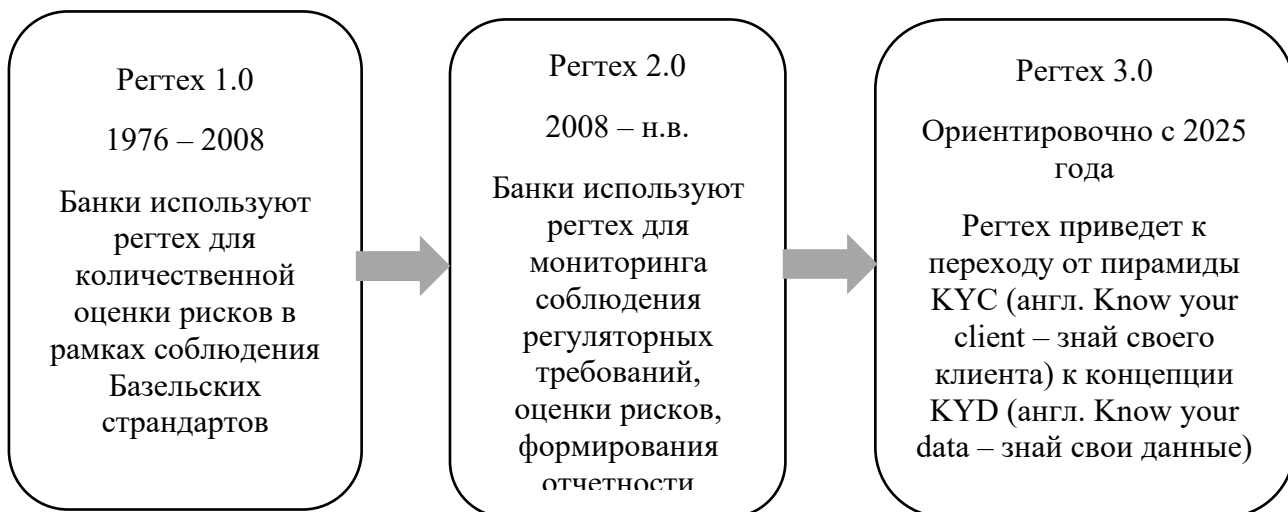 Регтех 1.0
1976 – 2008
Банки используют
регтех для
количественной
оценки рисков в
рамках соблюдения
Базельских
страндартов
Регтех 2.0
2008 – н.в.
Банки используют
регтех для
мониторинга
соблюдения
регуляторных
требований,
оценки рисков,
формирования
отчетности
Регтех 3.0
Ориентировочно с 2025
года
Регтех приведет к
переходу от пирамиды
KYC (англ. Know your
client – знай своего
клиента) к концепции
KYD (англ. Know your
data – знай свои данные)